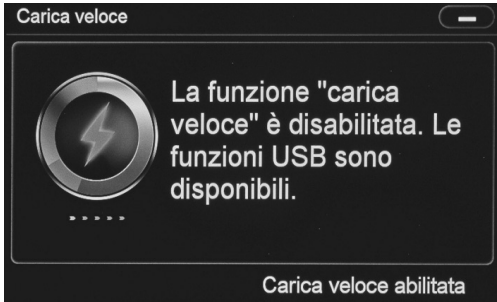 Carica veloce
La funzione "carica
veloce" è disabilitata. Le
funzioni USB sono
disponibili.
Carica veloce abilitata